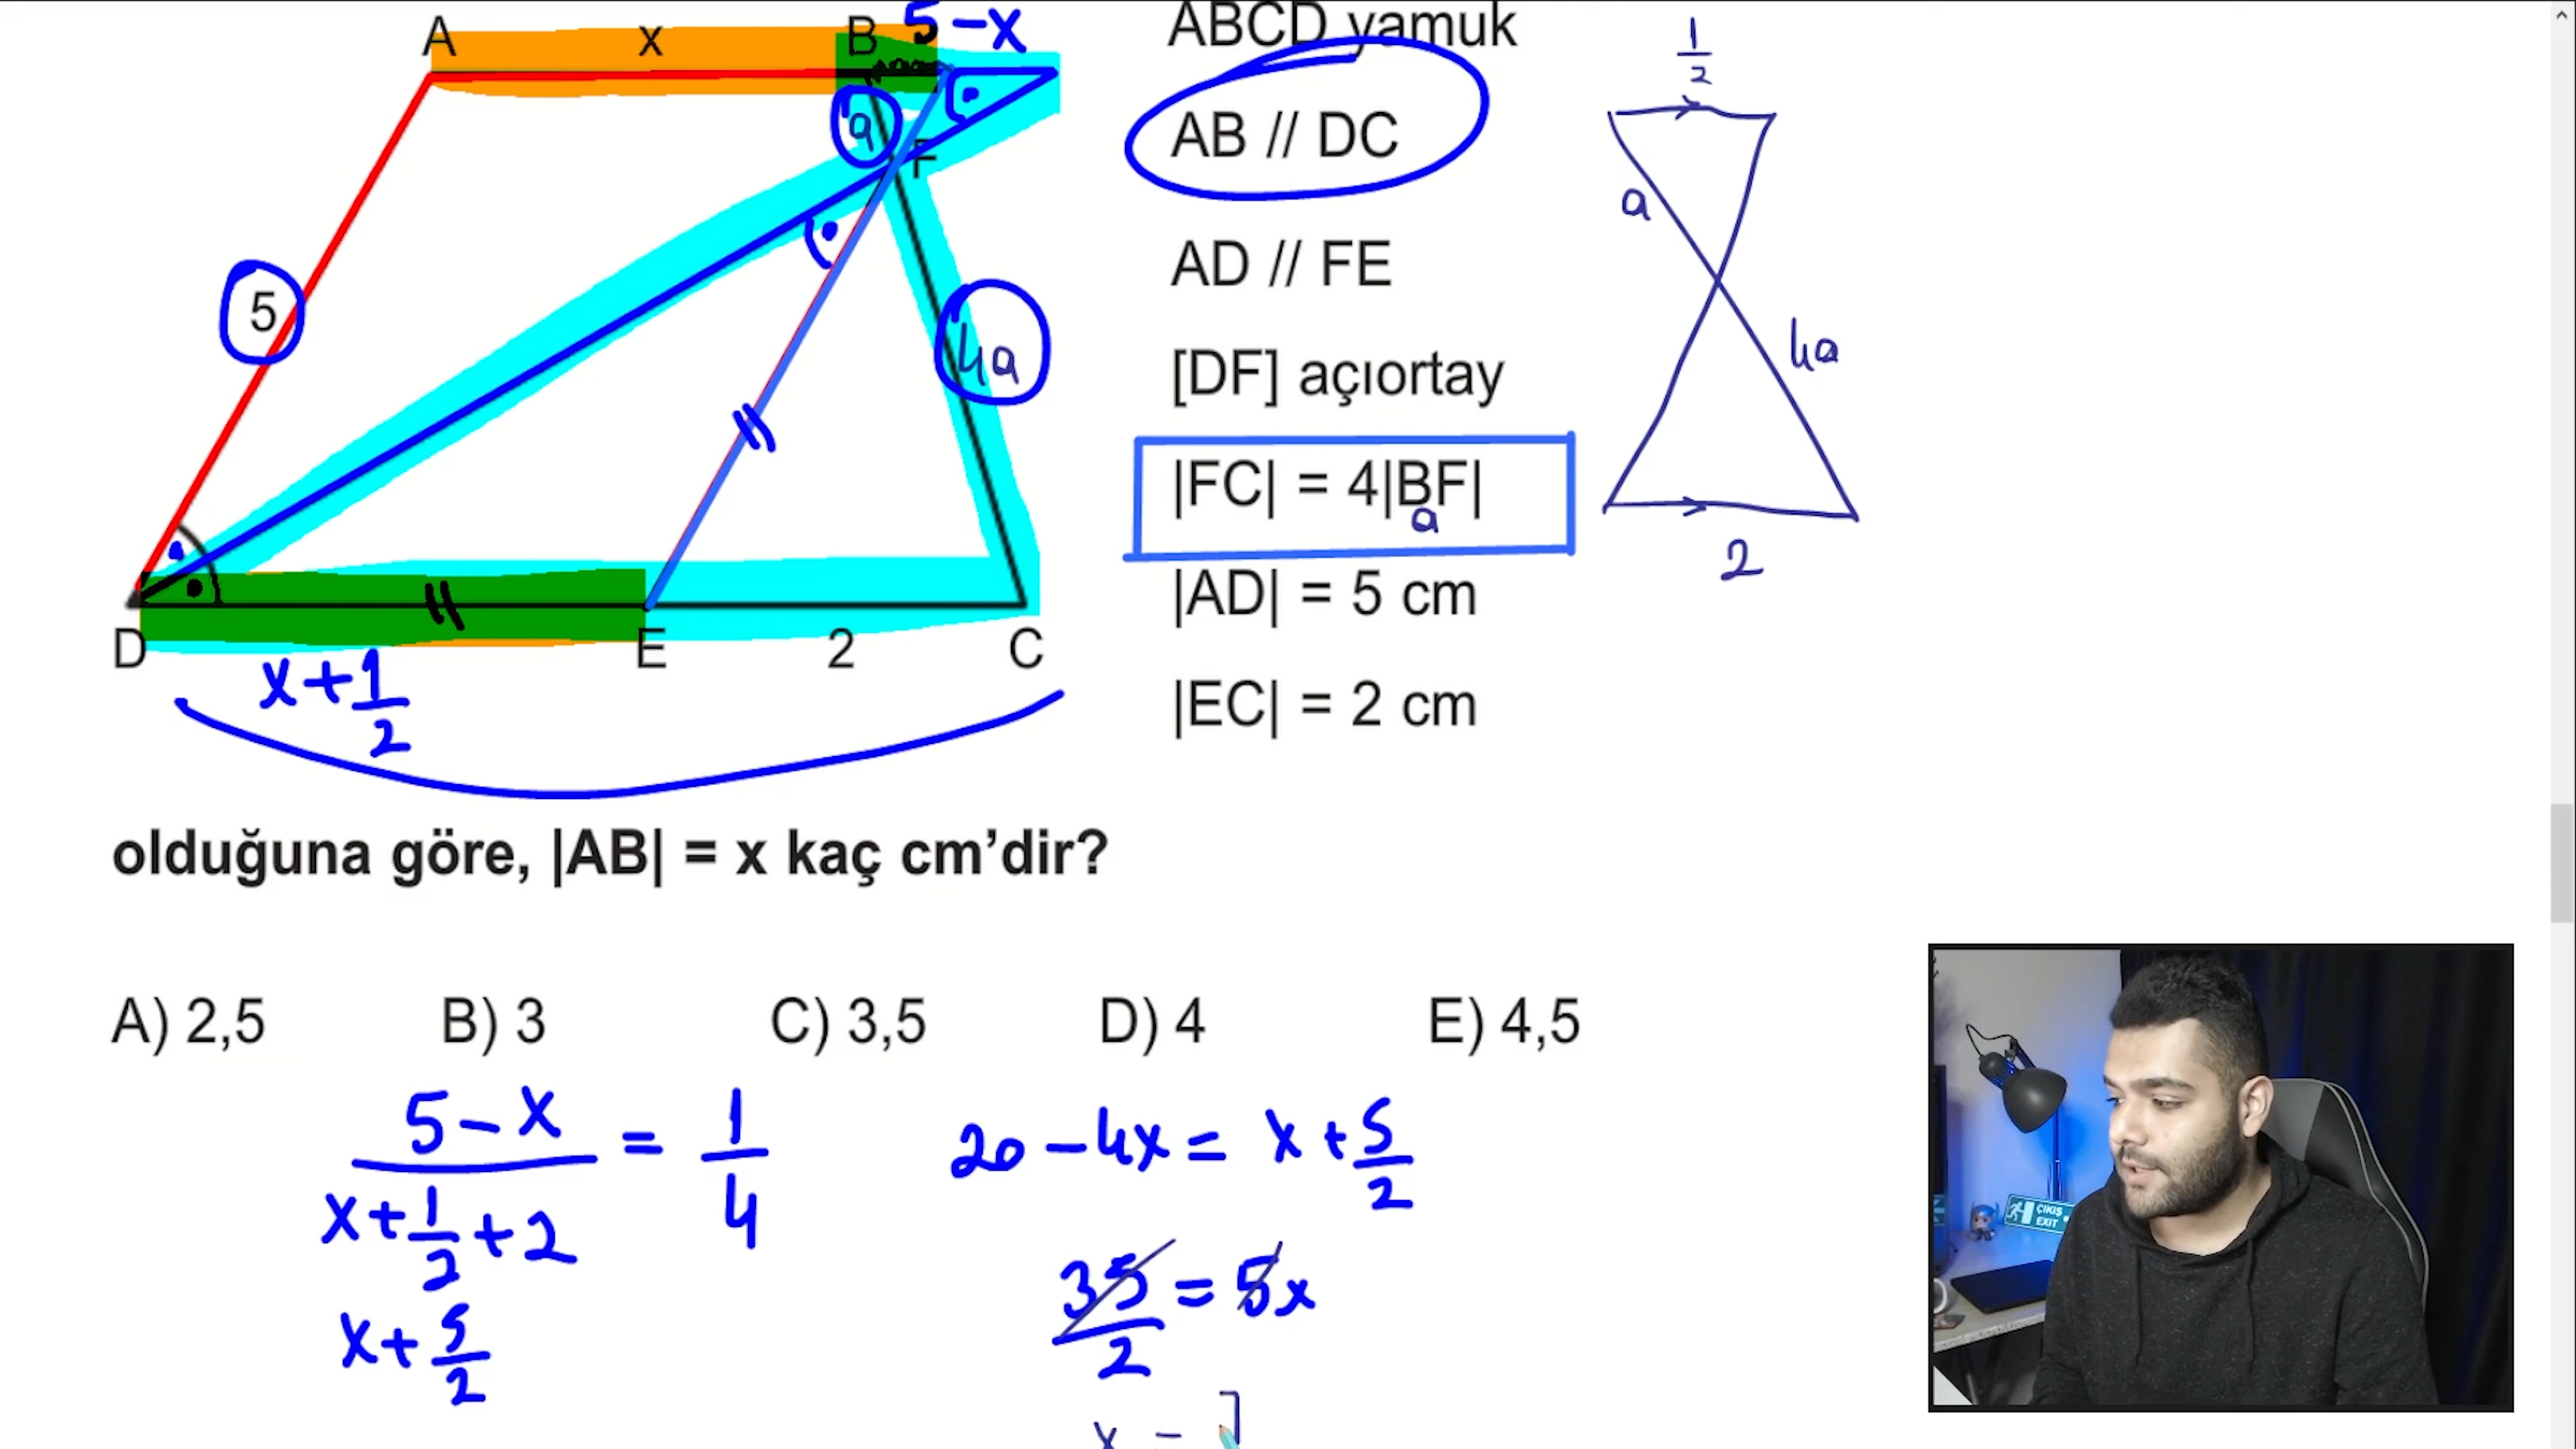 A x B 5-x
ABCD yamuk
1/2
a
F
AB // DC
a
AD // FE
5
4a
4a
[DF] açıortay
|FC| = 4|BF|
a
|AD| = 5 cm
2
D E 2 C
x+1/2
|EC| = 2 cm
olduğuna göre, |AB| = x kaç cm'dir?
A) 2,5 B) 3 C) 3,5 D) 4 E) 4,5
5-x / x+1/2+2 = 1/4
x+5/2
20-4x = x+5/2
35/2 = 5x
x =
ÇIKIŞ
EXIT